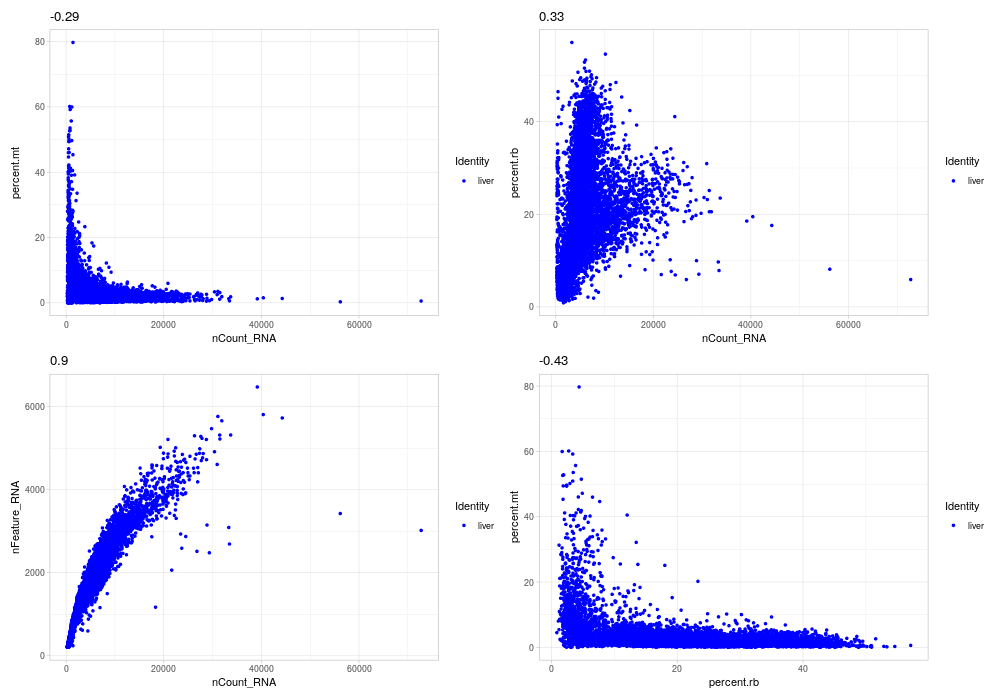 -0.29
80
60
40
20
0
percent.mt
0
20000
40000
60000
nCount_RNA
Identity
liver
0.33
40
20
0
percent.rb
0
20000
40000
60000
nCount_RNA
Identity
liver
0.9
6000
4000
2000
0
nFeature_RNA
0
20000
40000
60000
nCount_RNA
Identity
liver
-0.43
80
60
40
20
0
percent.mt
0
20
40
percent.rb
Identity
liver